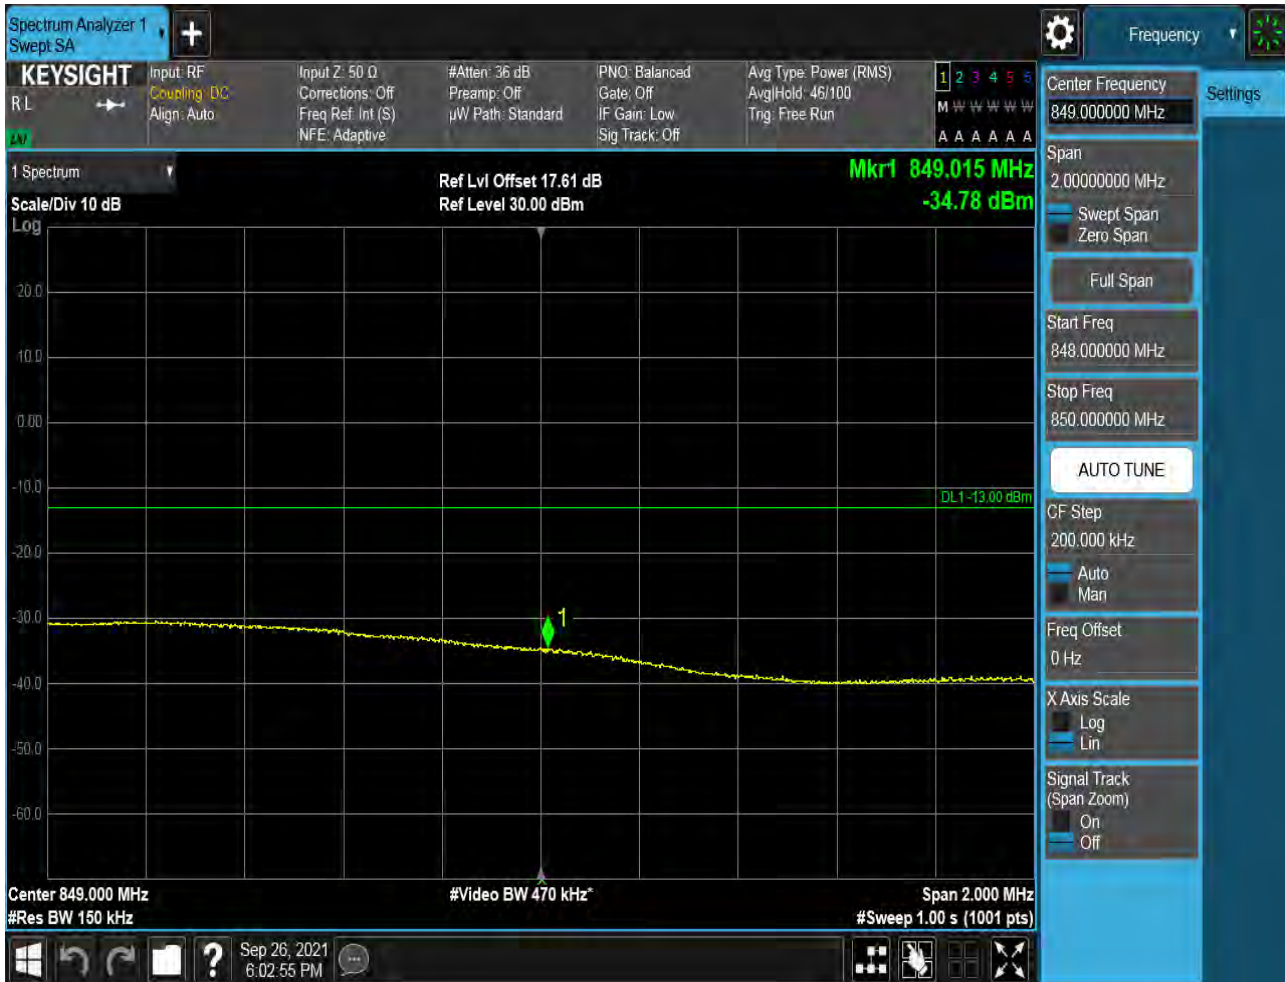 Spectrum Analyzer 1
Swept SA
+
Frequency
KEYSIGHT
R L
LXI
Input: RF
Coupling: DC
Align: Auto
Input Z: 50 Ω
Corrections: Off
Freq Ref: Int (S)
NFE: Adaptive
#Atten: 36 dB
Preamp: Off
µW Path: Standard
PNO: Balanced
Gate: Off
IF Gain: Low
Sig Track: Off
Avg Type: Power (RMS)
Avg|Hold: 46/100
Trig: Free Run
1 2 3 4 5 6
M W W W W W
A A A A A A
1 Spectrum
Scale/Div 10 dB
Log
Ref Lvl Offset 17.61 dB
Ref Level 30.00 dBm
Mkr1 849.015 MHz
-34.78 dBm
20.0
10.0
0.00
-10.0
DL1 -13.00 dBm
-20.0
-30.0
1
-40.0
-50.0
-60.0
Center 849.000 MHz
#Res BW 150 kHz
#Video BW 470 kHz*
Span 2.000 MHz
#Sweep 1.00 s (1001 pts)
Center Frequency
849.000000 MHz
Settings
Span
2.00000000 MHz
Swept Span
Zero Span
Full Span
Start Freq
848.000000 MHz
Stop Freq
850.000000 MHz
AUTO TUNE
CF Step
200.000 kHz
Auto
Man
Freq Offset
0 Hz
X Axis Scale
Log
Lin
Signal Track
(Span Zoom)
On
Off
?
Sep 26, 2021
6:02:55 PM